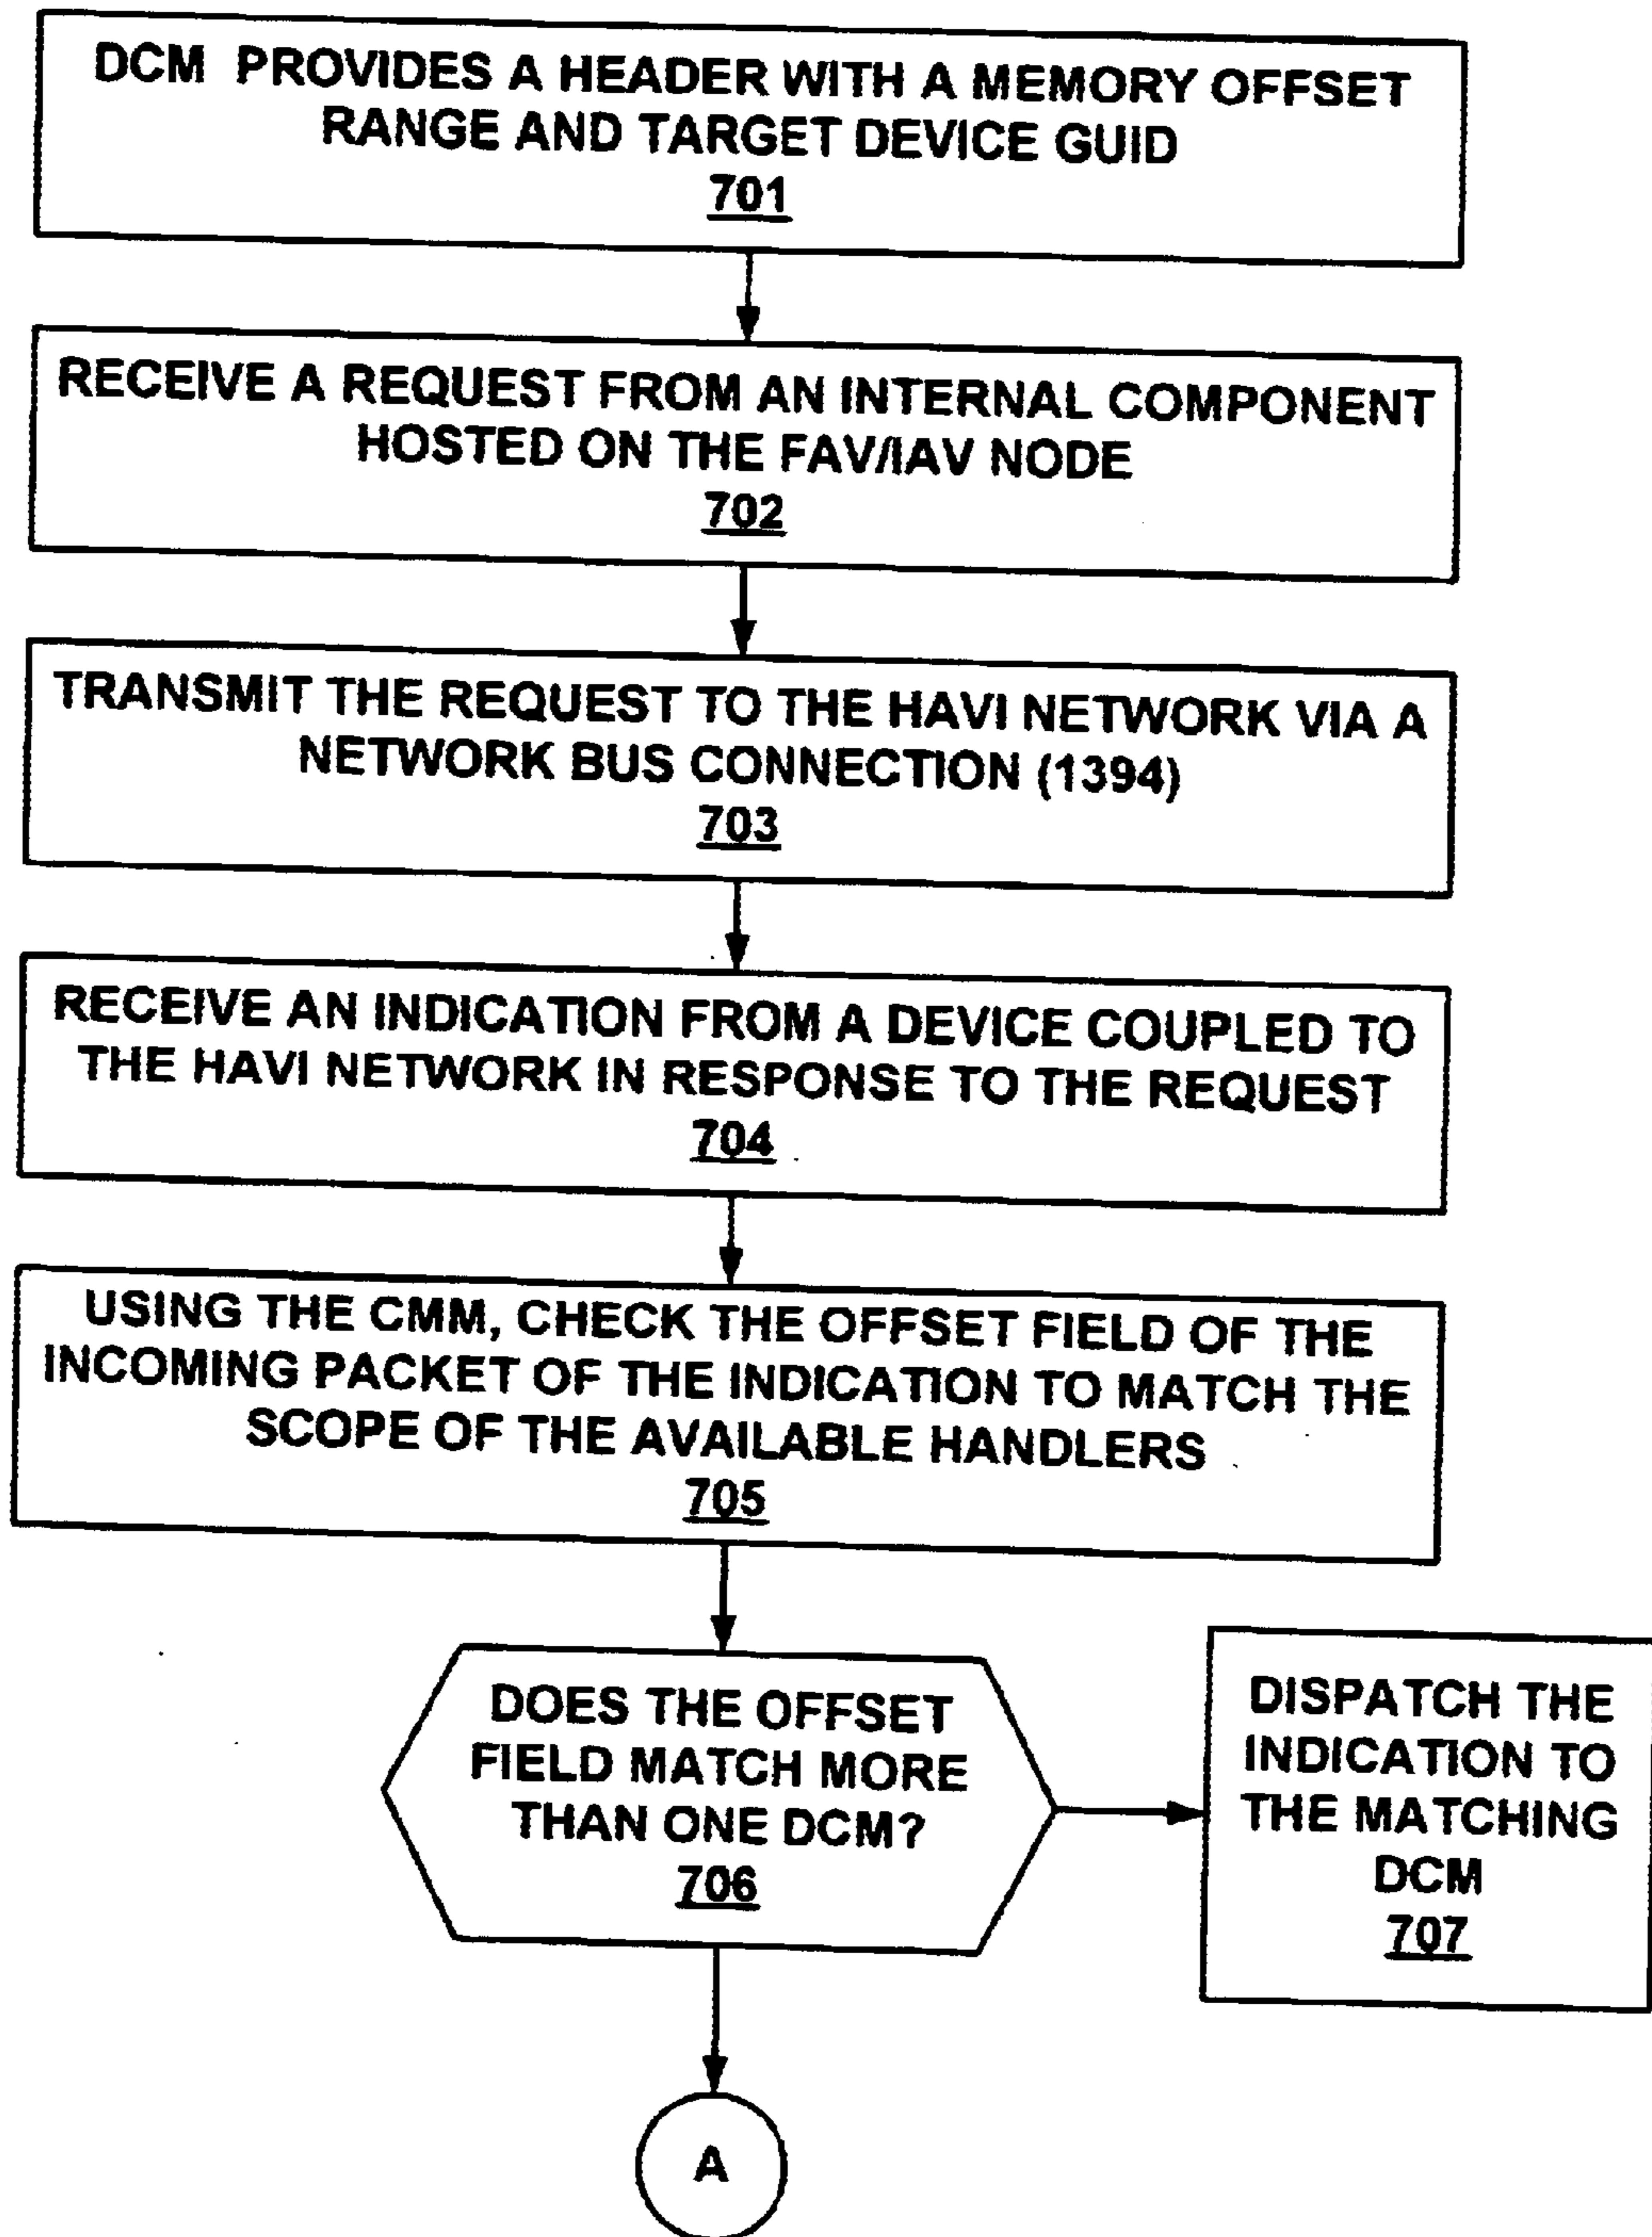 DCM PROVIDES A HEADER WITH A MEMORY OFFSET
RANGE AND TARGET DEVICE GUID
701
RECEIVE A REQUEST FROM AN INTERNAL COMPONENT
HOSTED ON THE FAV/IAV NODE
702
TRANSMIT THE REQUEST TO THE HAVI NETWORK VIA A
NETWORK BUS CONNECTION (1394)
703
RECEIVE AN INDICATION FROM A DEVICE COUPLED TO
THE HAVI NETWORK IN RESPONSE TO THE REQUEST
704
USING THE CMM, CHECK THE OFFSET FIELD OF THE
INCOMING PACKET OF THE INDICATION TO MATCH THE
SCOPE OF THE AVAILABLE HANDLERS
705
DOES THE OFFSET
FIELD MATCH MORE
THAN ONE DCM?
706
DISPATCH THE
INDICATION TO
THE MATCHING
DCM
707
A